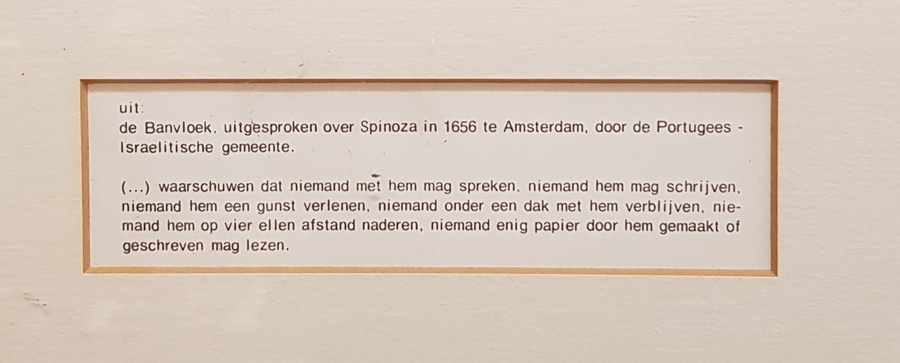 uit:
de Banvloek, uitgesproken over Spinoza in 1656 te Amsterdam, door de Portugees -
Israelitische gemeente.
(...) waarschuwen dat niemand met hem mag spreken, niemand hem mag schrijven,
niemand hem een gunst verlenen, niemand onder een dak met hem verblijven, nie-
mand hem op vier ellen afstand naderen, niemand enig papier door hem gemaakt of
geschreven mag lezen.